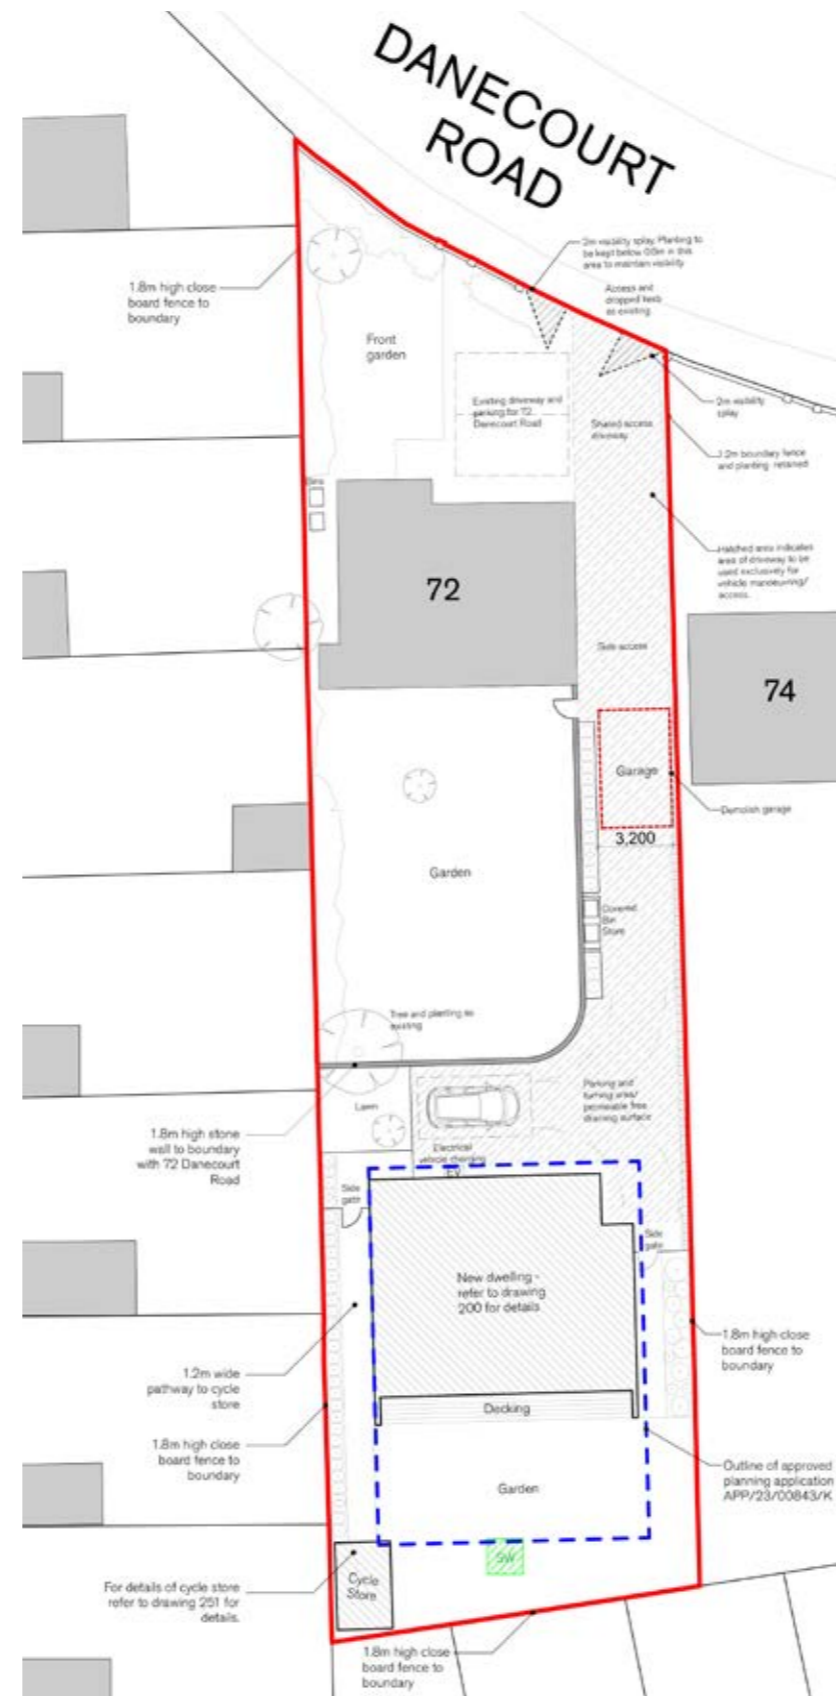 DANECOURT
ROAD
2m visibility splay. Planting to
be kept below 0.6m in this
area to maintain visibility
Access and
dropped kerb
as existing
1.8m high close
board fence to
boundary
Front
garden
Existing driveway and
parking for 72
Danecourt Road
Shared access
driveway
2m visibility
splay
boundary fence
and planting retained
Bins
Hatched area indicates
area of driveway to be
used exclusively for
vehicle manoeuvring/
access.
72
Side access
74
Garage
Demolish garage
3,200
Garden
Covered
Bin
Store
Tree and planting as
existing
Parking and
turning area/
permeable free
draining surface
Lawn
1.8m high stone
wall to boundary
with 72 Danecourt
Road
Electrical
vehicle charging
EV
Side
gate
Side
gate
New dwelling -
refer to drawing
200 for details
1.8m high close
board fence to
boundary
1.2m wide
pathway to cycle
store
Decking
1.8m high close
board fence to
boundary
Outline of approved
planning application
APP/23/00843/K
Garden
SW
Cycle
Store
For details of cycle store
refer to drawing 251 for
details.
1.8m high close
board fence to
boundary